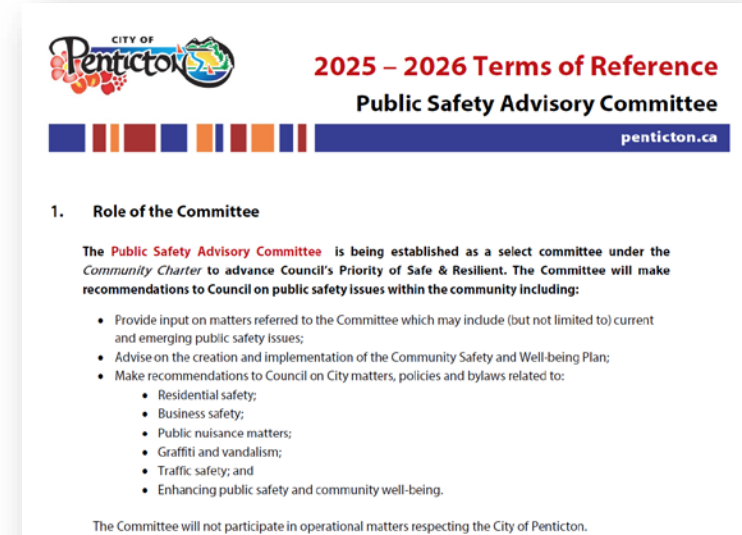 CITY OF
Penticton
2025 – 2026 Terms of Reference
Public Safety Advisory Committee
penticton.ca
1. Role of the Committee
The Public Safety Advisory Committee is being established as a select committee under the
Community Charter to advance Council's Priority of Safe & Resilient. The Committee will make
recommendations to Council on public safety issues within the community including:
• Provide input on matters referred to the Committee which may include (but not limited to) current
and emerging public safety issues;
• Advise on the creation and implementation of the Community Safety and Well-being Plan;
• Make recommendations to Council on City matters, policies and bylaws related to:
• Residential safety;
• Business safety;
• Public nuisance matters;
• Graffiti and vandalism;
• Traffic safety; and
• Enhancing public safety and community well-being.
The Committee will not participate in operational matters respecting the City of Penticton.